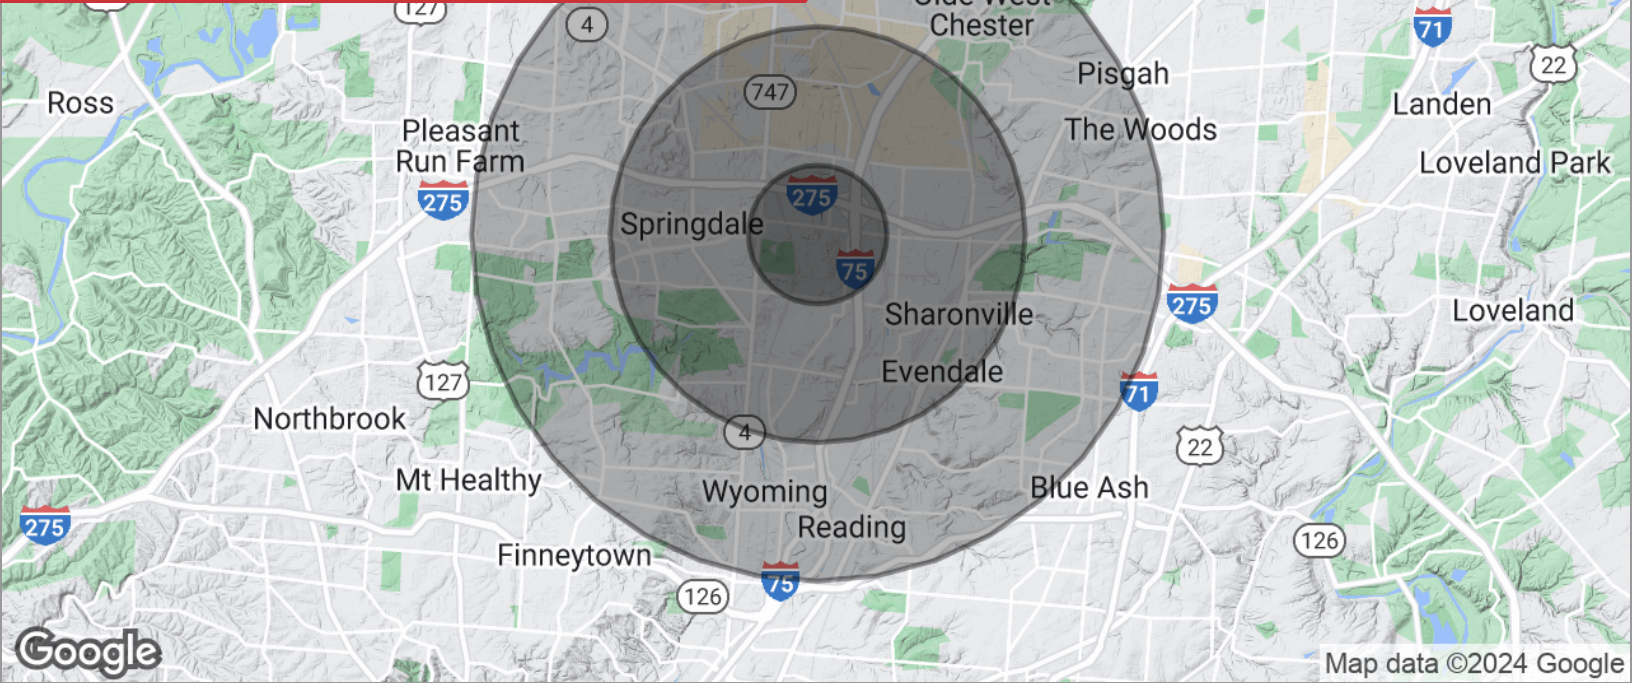 127
4
Olde West
Chester
71
22
Pisgah
747
Ross
Landen
Pleasant
Run Farm
The Woods
Loveland Park
275
275
Springdale
75
275
Sharonville
Loveland
Evendale
127
71
Northbrook
4
22
Mt Healthy
Wyoming
Blue Ash
275
Reading
126
Finneytown
75
126
Google
Map data ©2024 Google